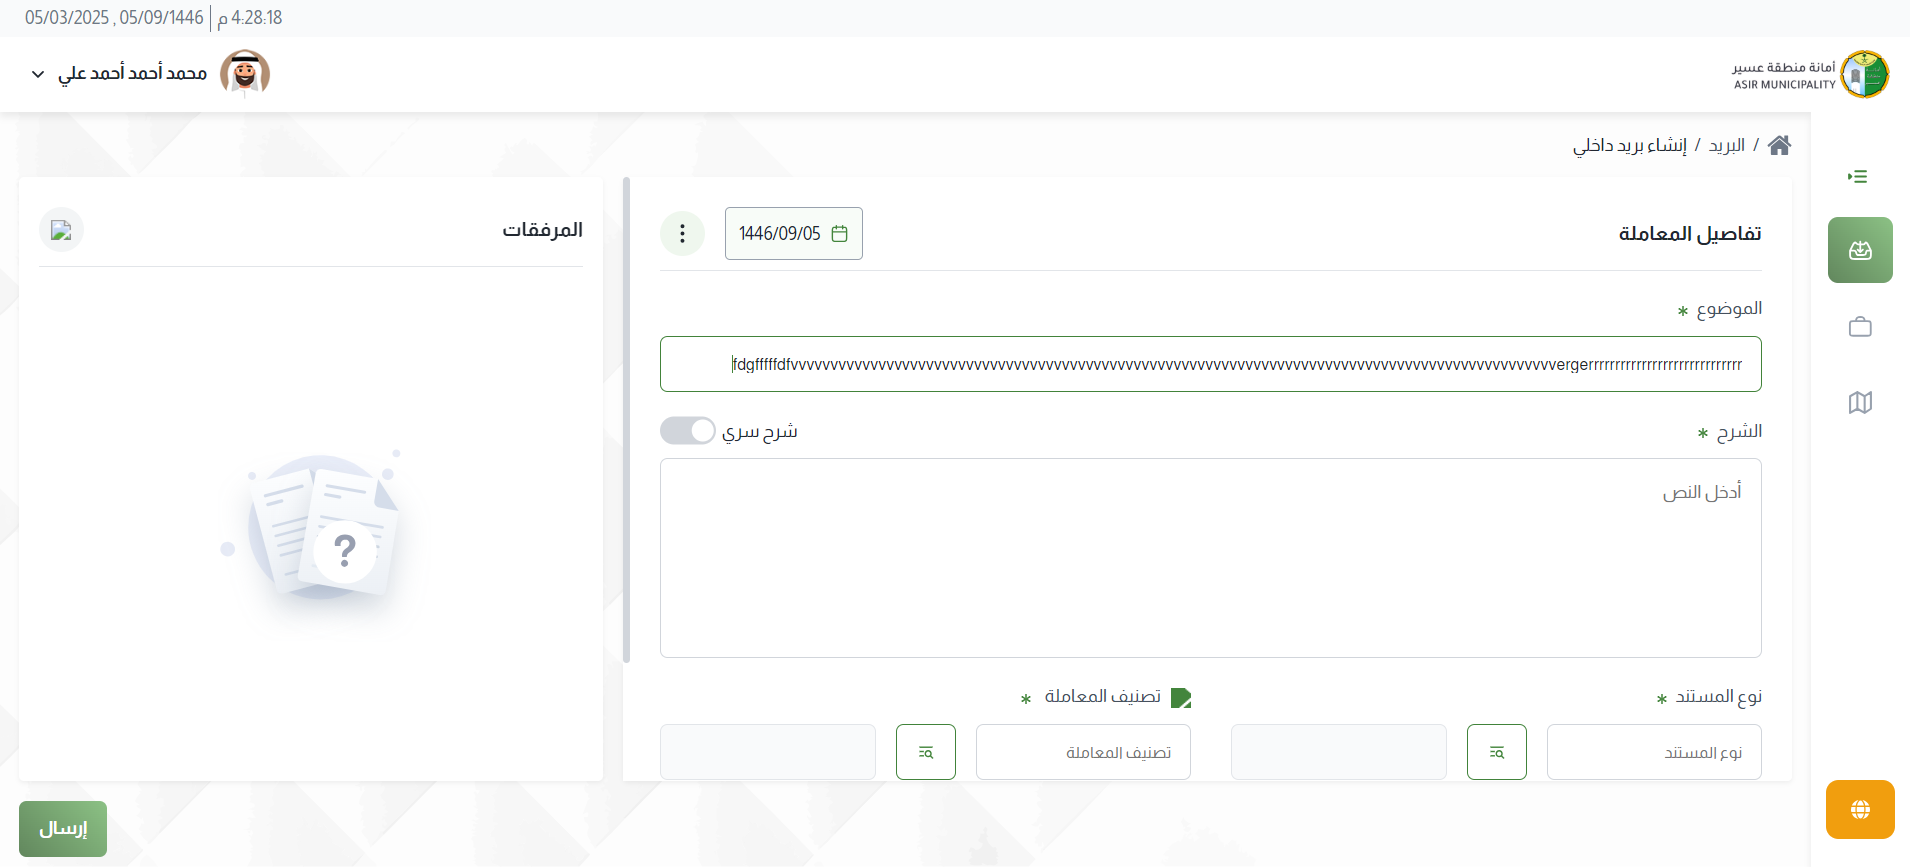 05/03/2025 , 05/09/1446 | م 4:28:18
أمانة منطقة عسير
ASIR MUNICIPALITY
محمد أحمد أحمد علي
/ البريد / إنشاء بريد داخلي
تفاصيل المعاملة
1446/09/05
الموضوع *
الشرح *
شرح سري
أدخل النص
نوع المستند *
تصنيف المعاملة *
نوع المستند
تصنيف المعاملة
المرفقات
?
إرسال